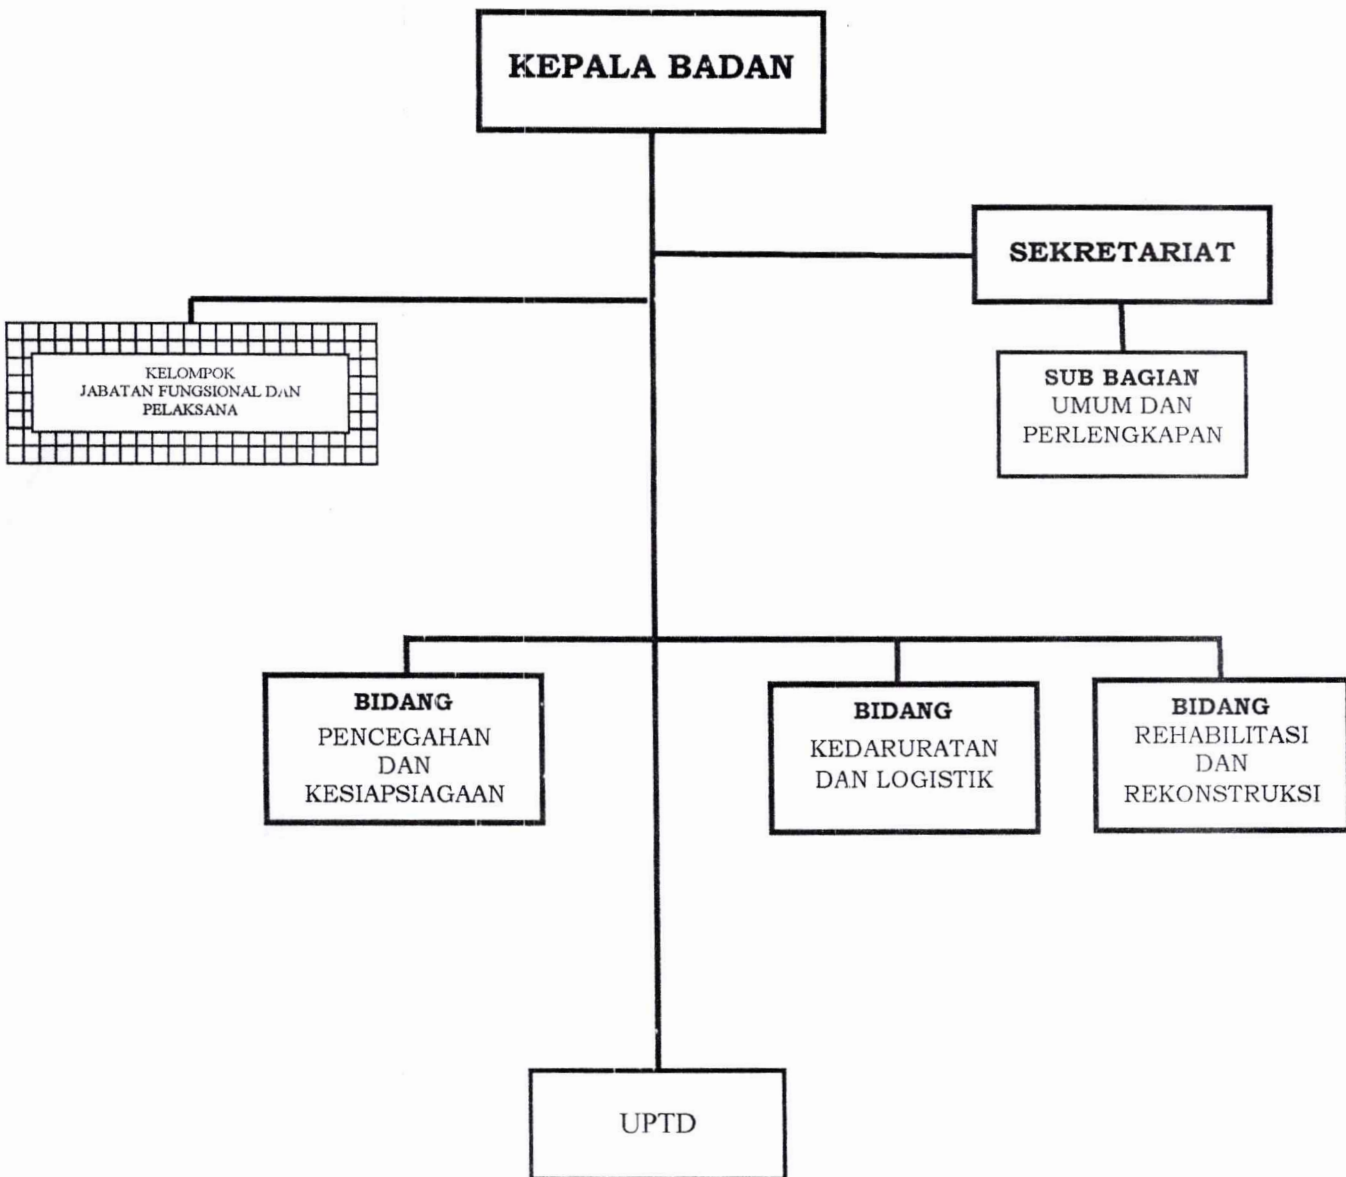 KEPALA BADAN
SEKRETARIAT
KELOMPOK
JABATAN FUNGSIONAL DAN
PELAKSANA
SUB BAGIAN
UMUM DAN
PERLENGKAPAN
BIDANG
PENCEGAHAN
DAN
KESIAPSIAGAAN
BIDANG
KEDARURATAN
DAN LOGISTIK
BIDANG
REHABILITASI
DAN
REKONSTRUKSI
UPTD